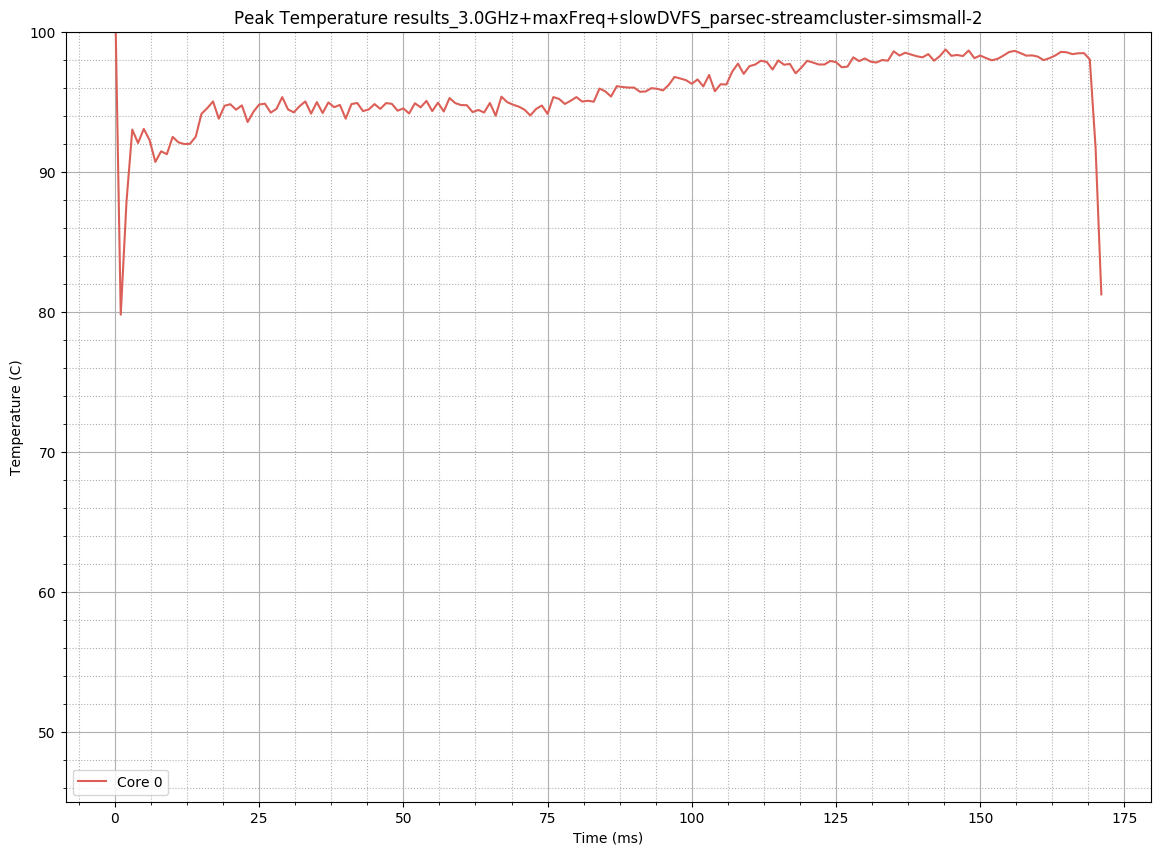 Peak Temperature results_3.0GHz+maxFreq+slowDVFS_parsec-streamcluster-simsmall-2
100
90
80
70
60
50
Temperature (C)
Core 0
0 25 50 75 100 125 150 175
Time (ms)